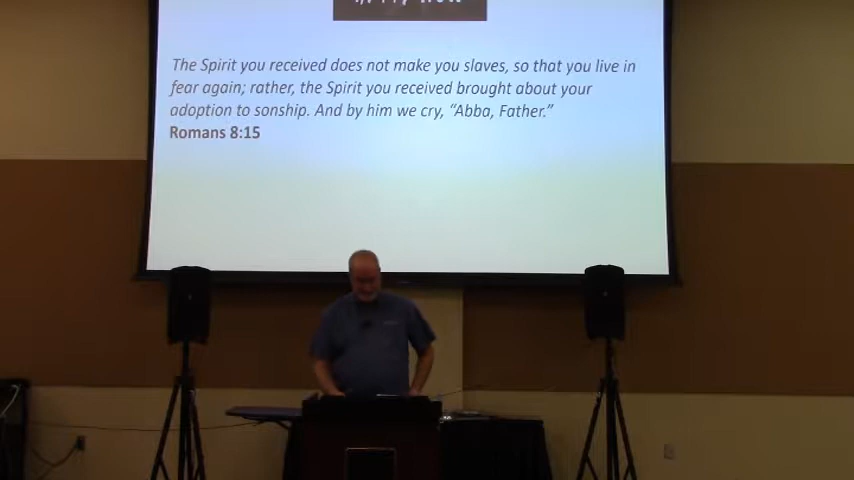 The Spirit you received does not make you slaves, so that you live in
fear again; rather, the Spirit you received brought about your
adoption to sonship. And by him we cry, “Abba, Father.”
Romans 8:15